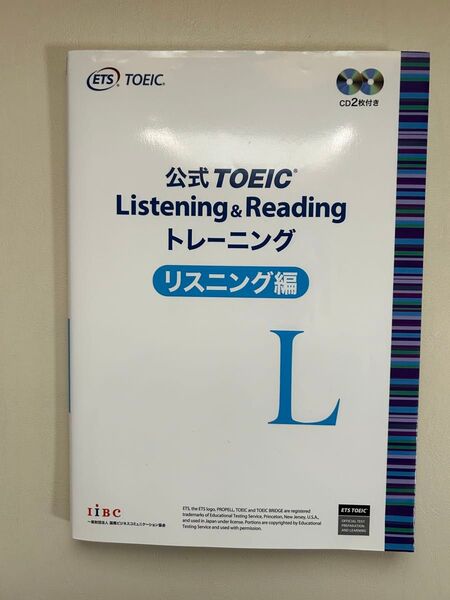 ETS® TOEIC®
CD2枚付き
公式 TOEIC®
Listening & Reading
トレーニング
リスニング編
L
IIBC
一般財団法人 国際ビジネスコミュニケーション協会
ETS, the ETS logo, PROPELL, TOEIC and TOEIC BRIDGE are registered
trademarks of Educational Testing Service, Princeton, New Jersey, U.S.A.,
and used in Japan under license. Portions are copyrighted by Educational
Testing Service and used with permission.
ETS TOEIC
OFFICIAL TEST
PREPARATION
AND LEARNING